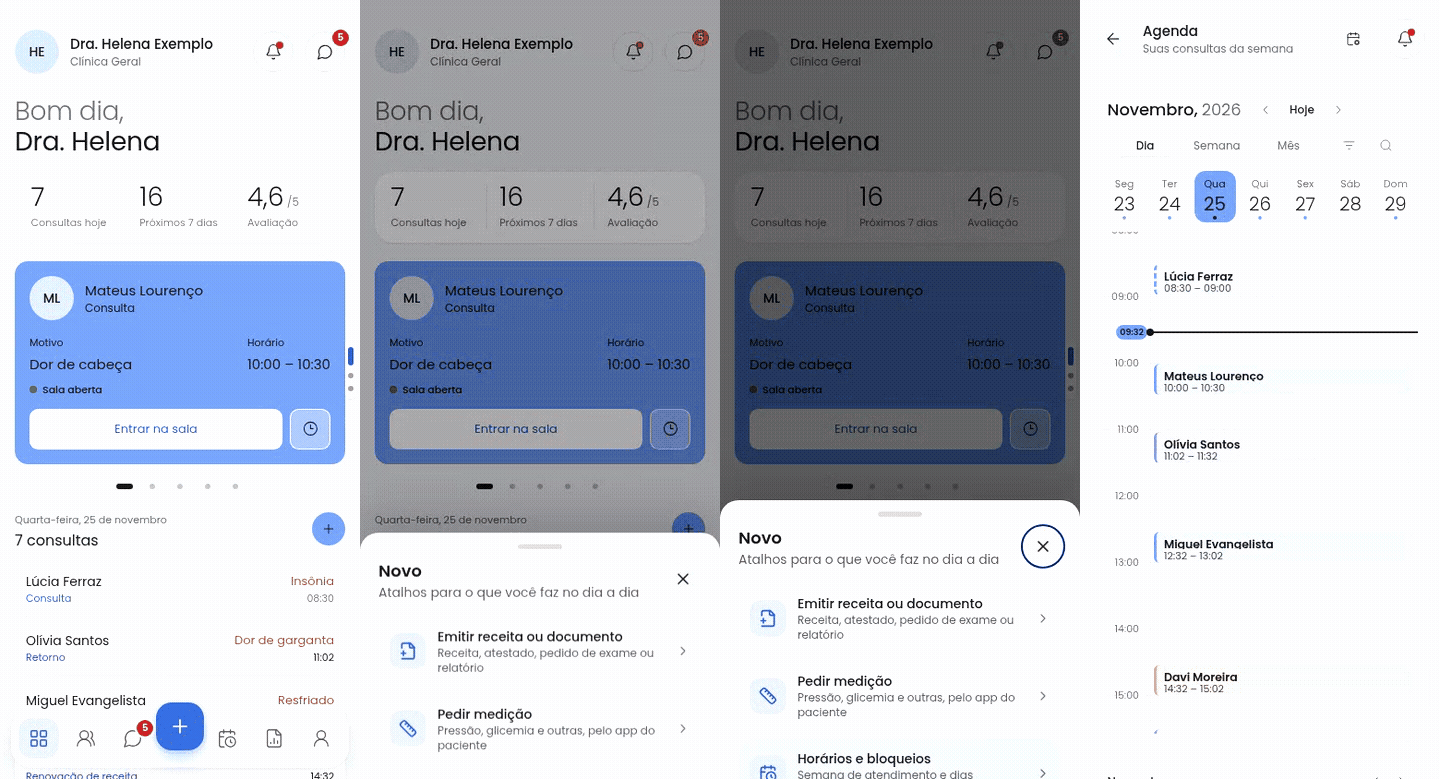 HE
Dra. Helena Exemplo
Clínica Geral
5
Bom dia,
Dra. Helena
7
Consultas hoje
16
Próximos 7 dias
4,6 /5
Avaliação
ML
Mateus Lourenço
Consulta
Motivo
Dor de cabeça
Horário
10:00 – 10:30
Sala aberta
Entrar na sala
Quarta-feira, 25 de novembro
7 consultas
Lúcia Ferraz
Consulta
Insônia
08:30
Olívia Santos
Retorno
Dor de garganta
11:02
Miguel Evangelista
Resfriado
5
Renovação de receita
14:32
HE
Dra. Helena Exemplo
Clínica Geral
5
Bom dia,
Dra. Helena
7
Consultas hoje
16
Próximos 7 dias
4,6 /5
Avaliação
ML
Mateus Lourenço
Consulta
Motivo
Dor de cabeça
Horário
10:00 – 10:30
Sala aberta
Entrar na sala
Quarta-feira, 25 de novembro
Novo
Atalhos para o que você faz no dia a dia
Emitir receita ou documento
Receita, atestado, pedido de exame ou
relatório
Pedir medição
Pressão, glicemia e outras, pelo app do
paciente
HE
Dra. Helena Exemplo
Clínica Geral
5
Bom dia,
Dra. Helena
7
Consultas hoje
16
Próximos 7 dias
4,6 /5
Avaliação
ML
Mateus Lourenço
Consulta
Motivo
Dor de cabeça
Horário
10:00 – 10:30
Sala aberta
Entrar na sala
Novo
Atalhos para o que você faz no dia a dia
Emitir receita ou documento
Receita, atestado, pedido de exame ou
relatório
Pedir medição
Pressão, glicemia e outras, pelo app do
paciente
Horários e bloqueios
Semana de atendimento e dias
Agenda
Suas consultas da semana
Novembro, 2026
Hoje
Dia
Semana
Mês
Seg
23
Ter
24
Qua
25
Qui
26
Sex
27
Sáb
28
Dom
29
Lúcia Ferraz
08:30 – 09:00
09:00
09:32
10:00
Mateus Lourenço
10:00 – 10:30
11:00
Olívia Santos
11:02 – 11:32
12:00
Miguel Evangelista
12:32 – 13:02
13:00
14:00
Davi Moreira
14:32 – 15:02
15:00